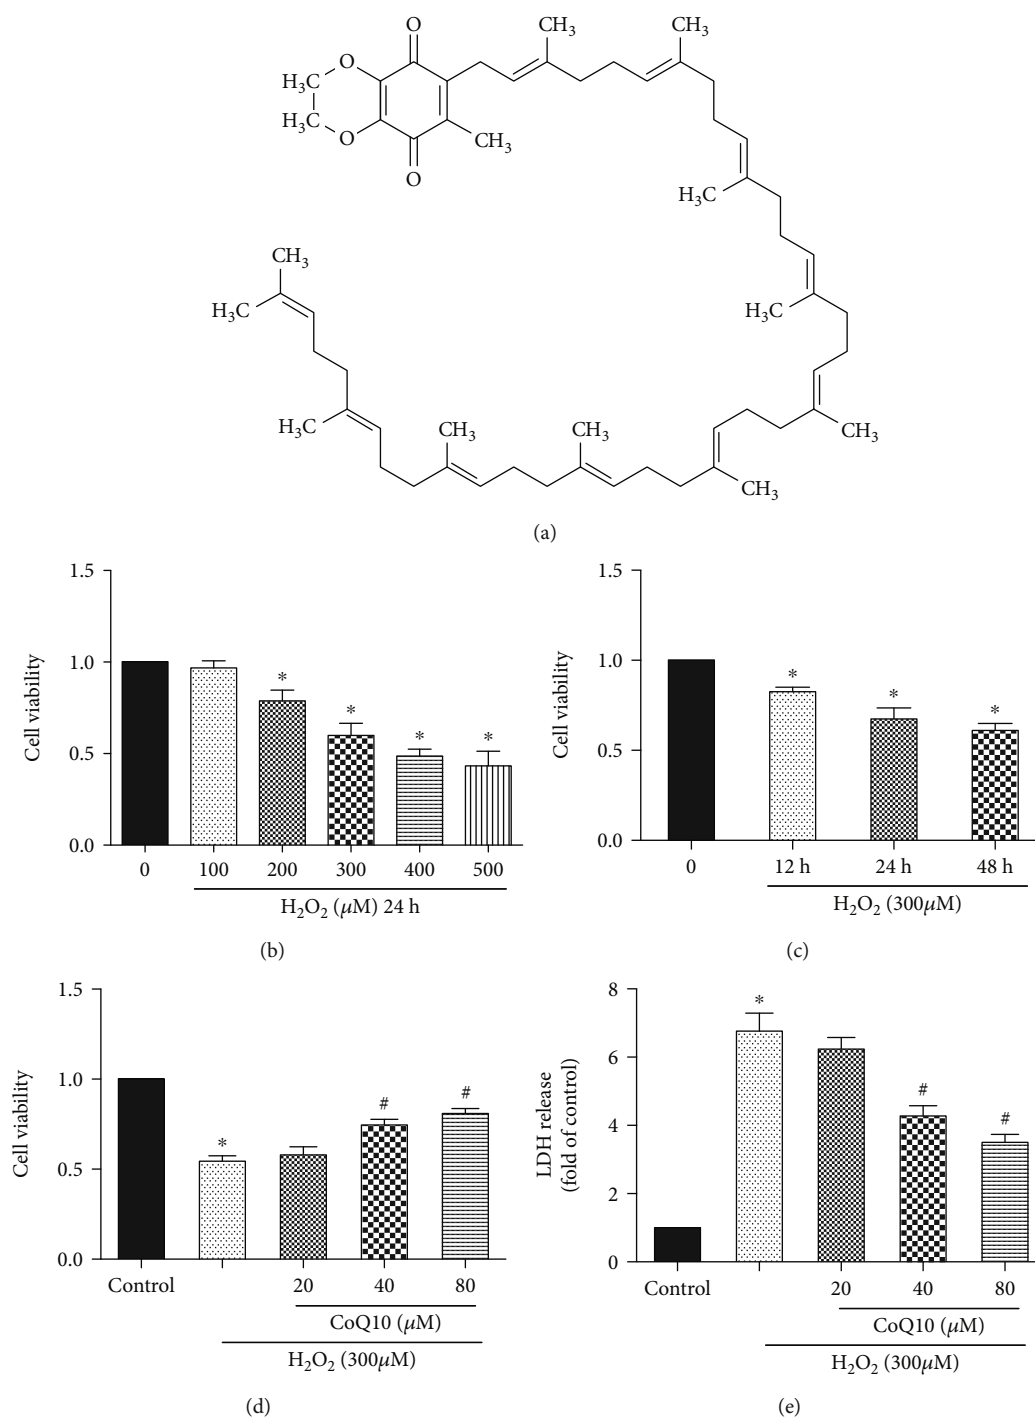 O
CH3
CH3
O
H3C
H3C
O
CH3
O
H3C
CH3
H3C
H3C
H3C
CH3
CH3
CH3
CH3
(a)
1.5
1.0
0.5
0.0
Cell viability
* * * *
0 100 200 300 400 500
H2O2 (μM) 24 h
(b)
1.5
1.0
0.5
0.0
Cell viability
* * *
0 12 h 24 h 48 h
H2O2 (300μM)
(c)
1.5
1.0
0.5
0.0
Cell viability
* # #
Control 20 40 80
CoQ10 (μM)
H2O2 (300μM)
(d)
8
6
4
2
0
LDH release
(fold of control)
* # #
Control 20 40 80
CoQ10 (μM)
H2O2 (300μM)
(e)